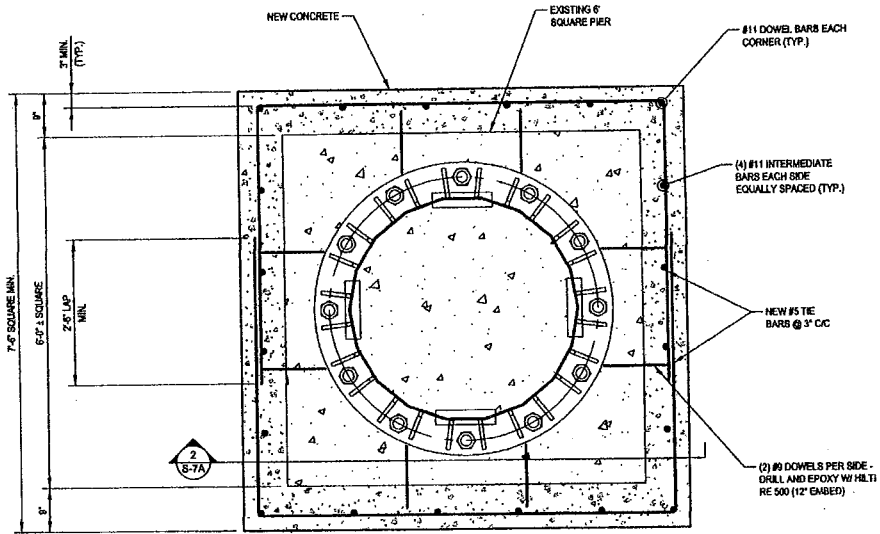 NEW CONCRETE
EXISTING 6'
SQUARE PIER
#11 DOWEL BARS EACH
CORNER (TYP.)
3" MIN.
(TYP.)
9"
(4) #11 INTERMEDIATE
BARS EACH SIDE
EQUALLY SPACED (TYP.)
7'-6" SQUARE MIN.
6'-0" ± SQUARE
2'-6" LAP
MIN.
NEW #5 TIE
BARS @ 3" C/C
2
S-7A
(2) #9 DOWELS PER SIDE -
DRILL AND EPOXY W/ HILTI
RE 500 (12" EMBED)
9"